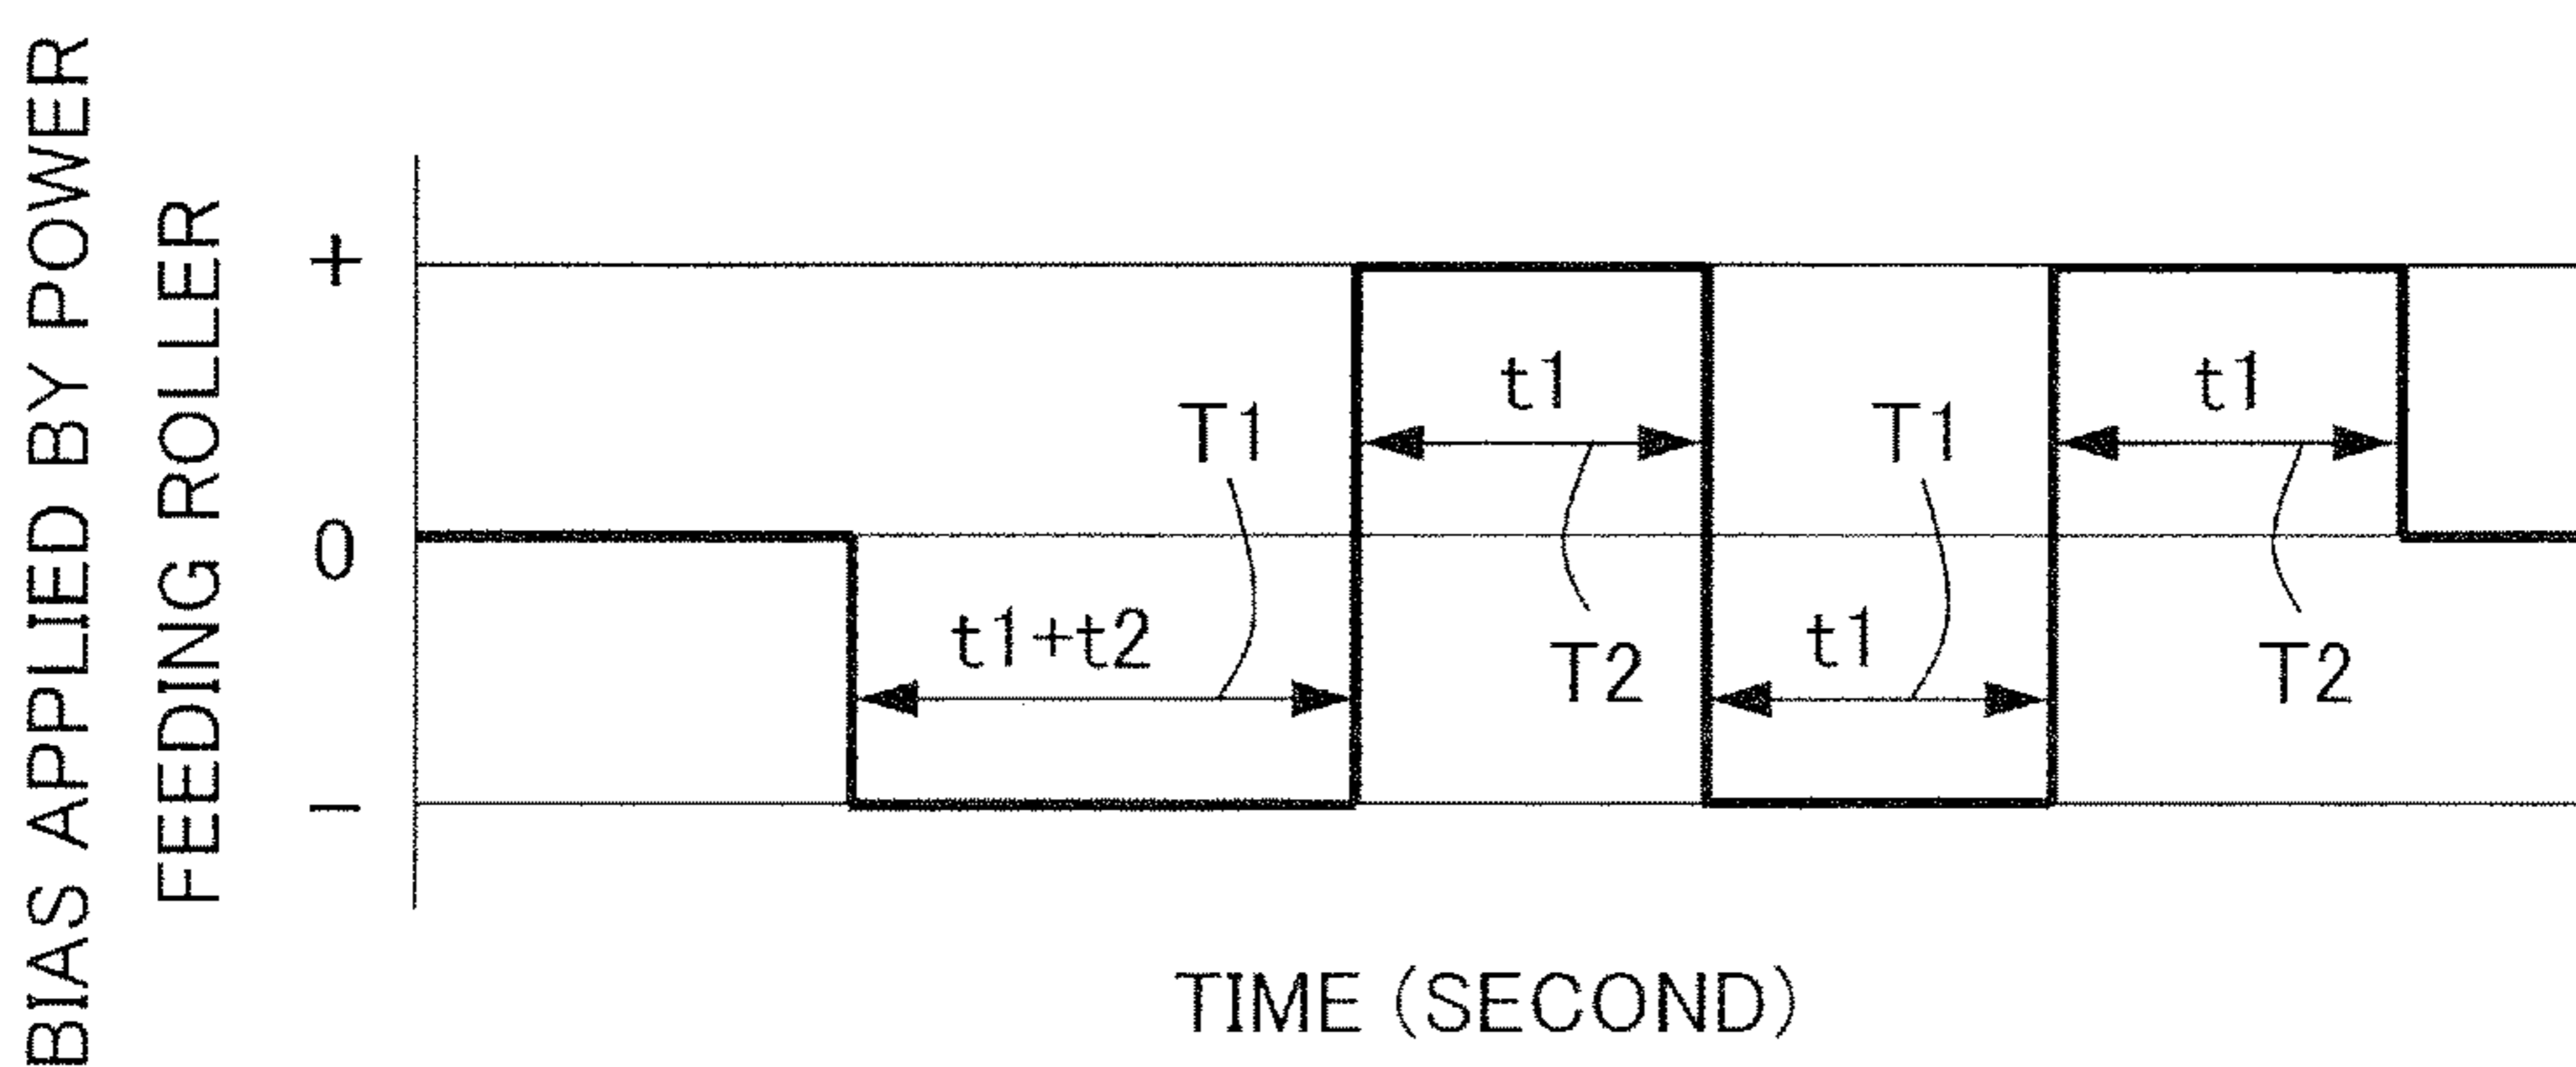 BIAS APPLIED BY POWER
FEEDING ROLLER
+
0
−
t1+t2
T1
t1
T2
t1
T1
t1
T2
TIME (SECOND)